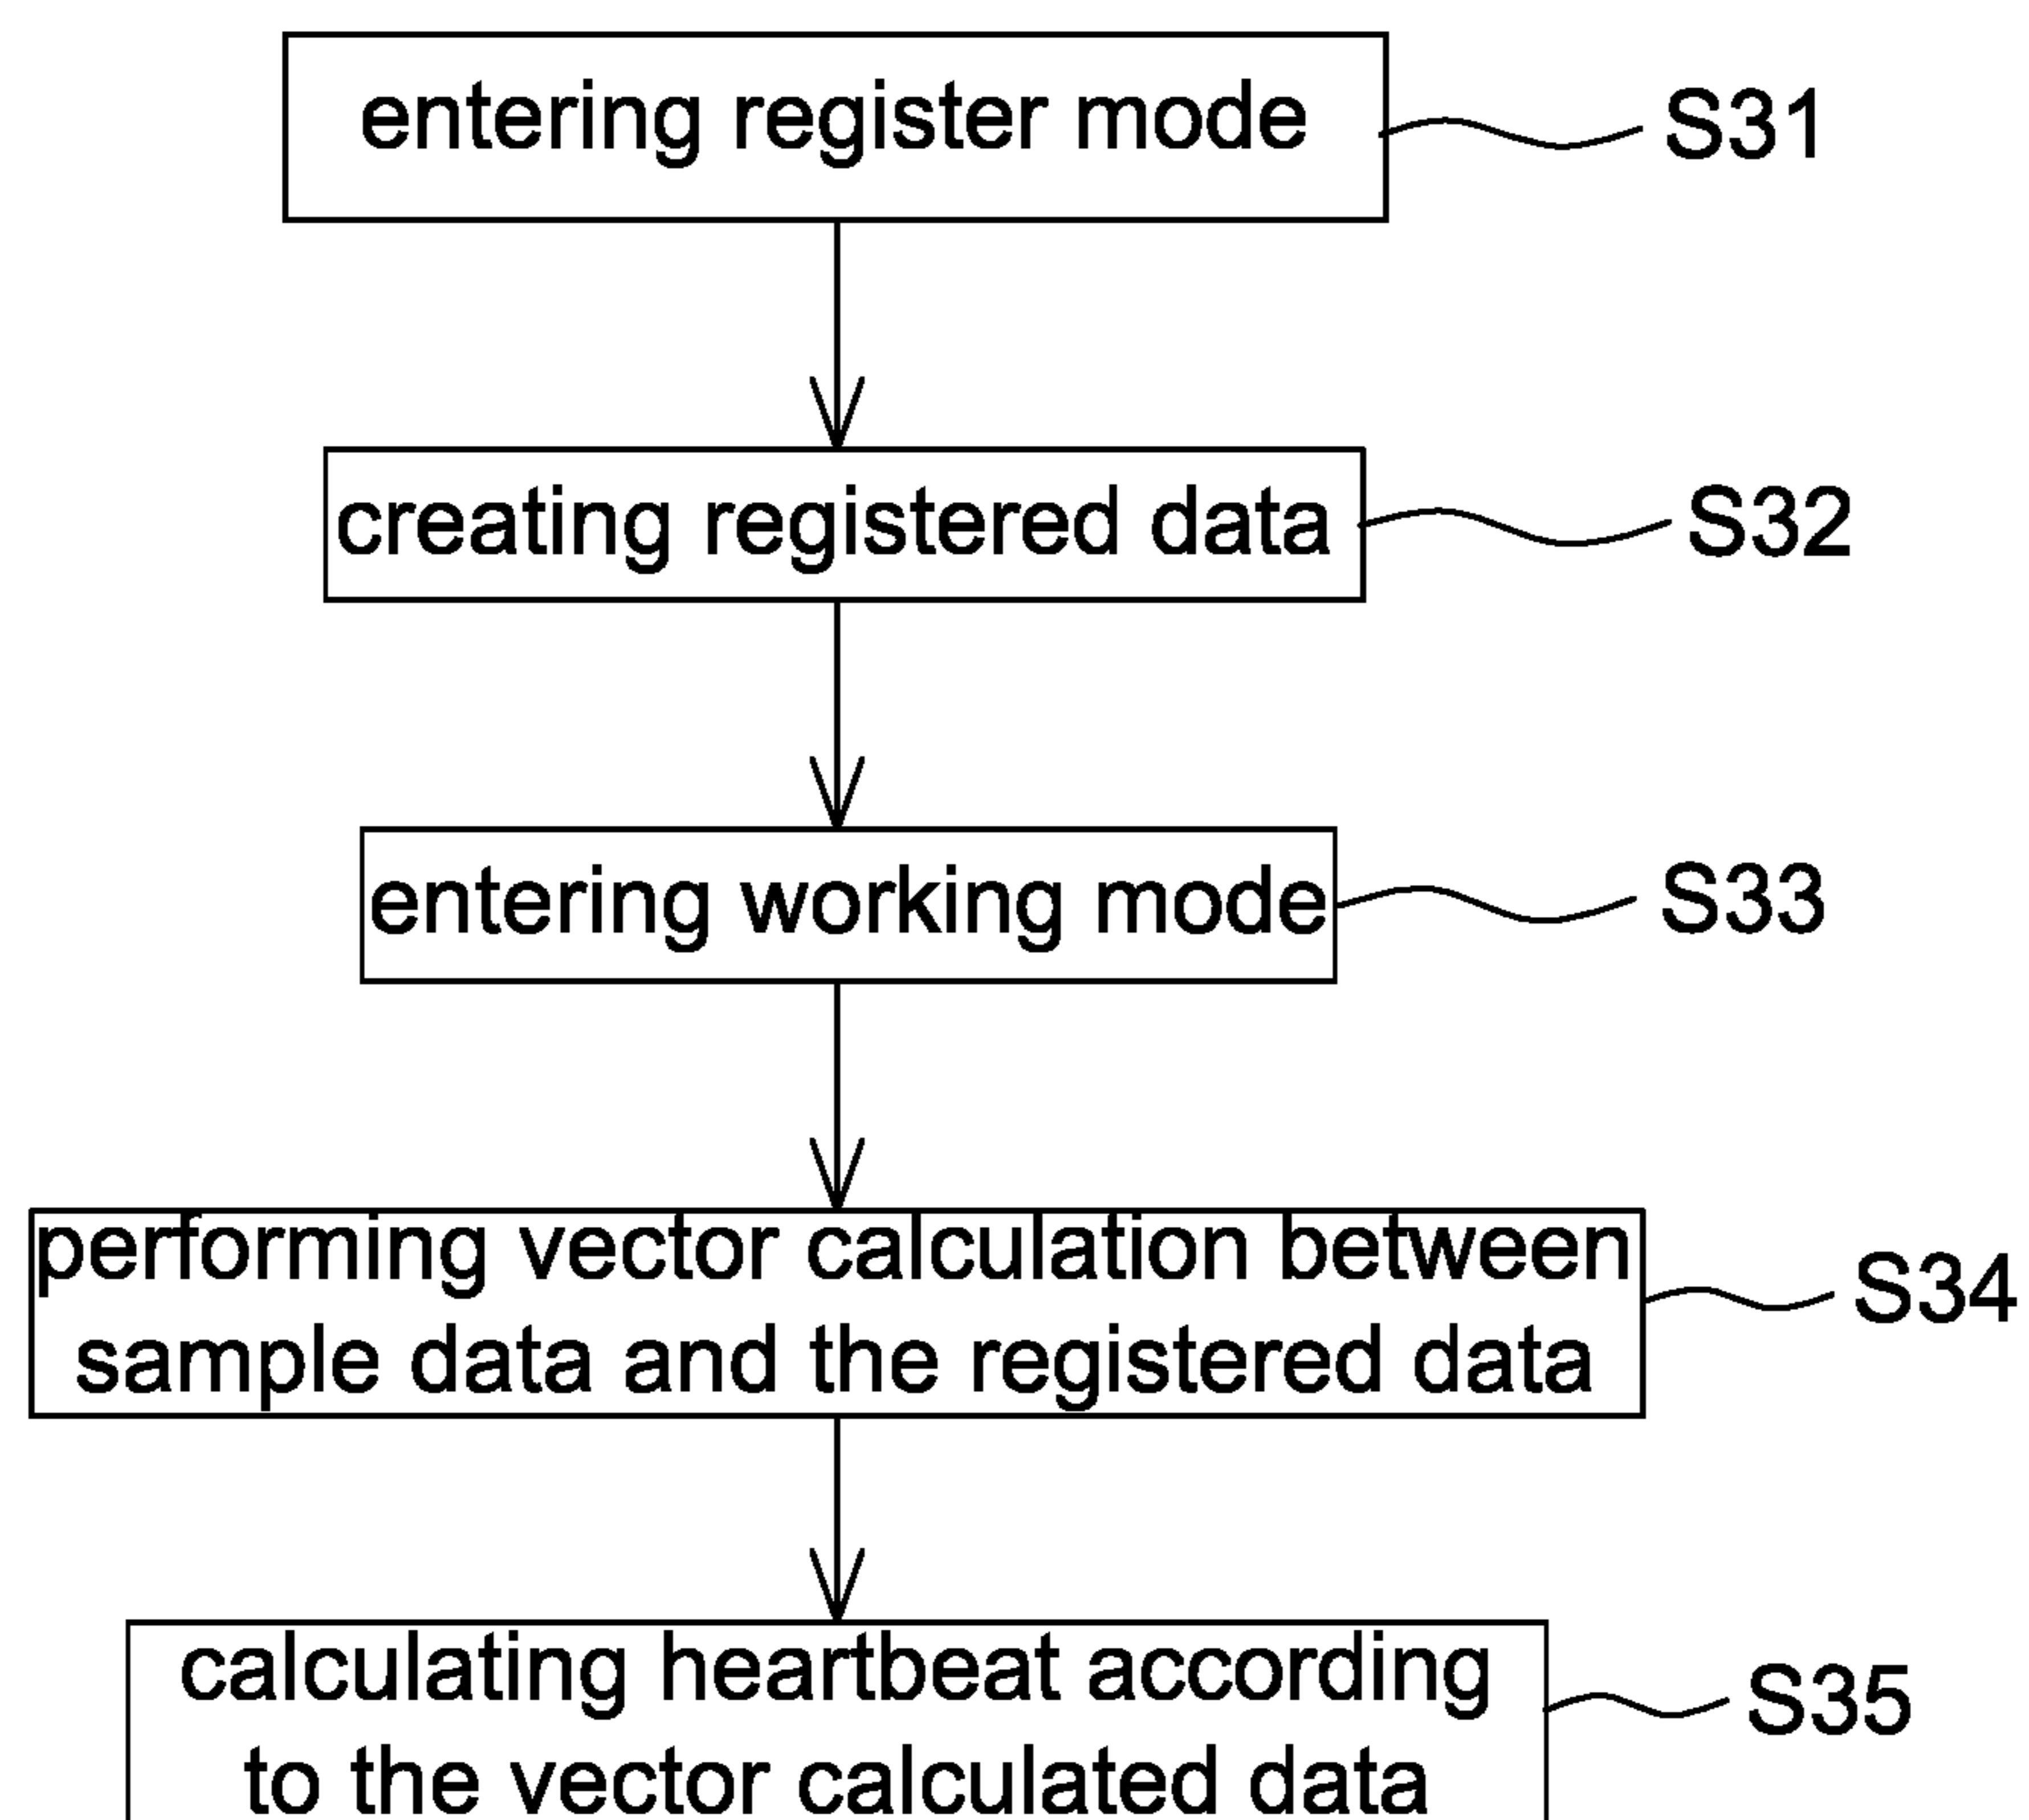 entering register mode
S31
creating registered data
S32
entering working mode
S33
performing vector calculation between
sample data and the registered data
S34
calculating heartbeat according
to the vector calculated data
S35